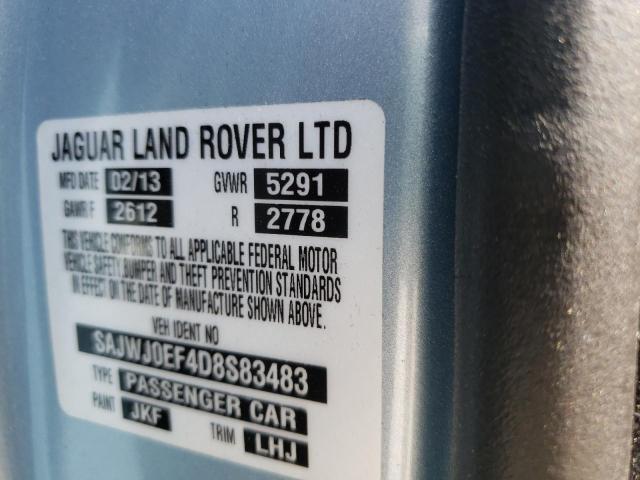 JAGUAR LAND ROVER LTD
MFD DATE 02/13 GVWR 5291
GAWR F 2612 R 2778
THIS VEHICLE CONFORMS TO ALL APPLICABLE FEDERAL MOTOR
VEHICLE SAFETY, BUMPER AND THEFT PREVENTION STANDARDS
IN EFFECT ON THE DATE OF MANUFACTURE SHOWN ABOVE.
VEH IDENT NO
SAJWJ0EF4D8S83483
TYPE PASSENGER CAR
PAINT JKF TRIM LHJ